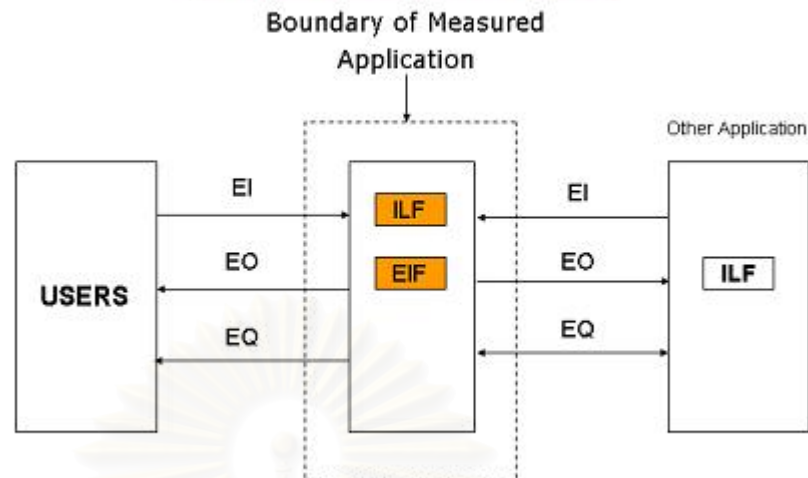 Boundary of Measured
Application
Other Application
EI
EI
ILF
EO
EIF
EO
ILF
USERS
EQ
EQ